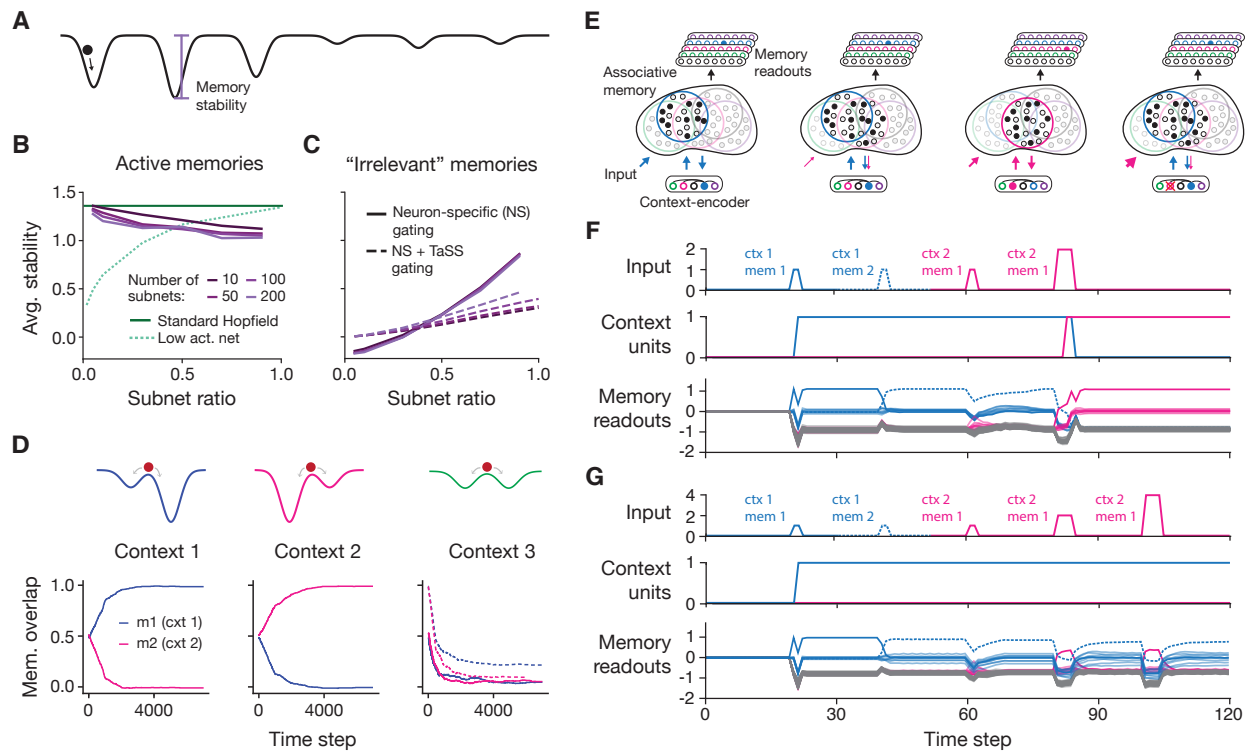 A
Memory
stability
B
Active memories
Avg. stability
1.5
1.0
0.5
0.0
Number of
subnets:
10
100
50
200
Standard Hopfield
Low act. net
0.0
0.5
1.0
Subnet ratio
C
“Irrelevant” memories
Neuron-specific (NS)
gating
NS + TaSS
gating
0.0
0.5
1.0
Subnet ratio
D
Context 1
Context 2
Context 3
Mem. overlap
1.0
0.5
0.0
m1 (cxt 1)
m2 (cxt 2)
0
4000
0
4000
0
4000
Time step
E
Associative
memory
Memory
readouts
Input
Context-encoder
F
Input
2
1
0
ctx 1
mem 1
ctx 1
mem 2
ctx 2
mem 1
ctx 2
mem 1
Context
units
1
0
Memory
readouts
1
0
-1
-2
0
30
60
90
120
G
Input
4
2
0
ctx 1
mem 1
ctx 1
mem 2
ctx 2
mem 1
ctx 2
mem 1
ctx 2
mem 1
Context
units
1
0
Memory
readouts
1
0
-1
-2
0
30
60
90
120
Time step